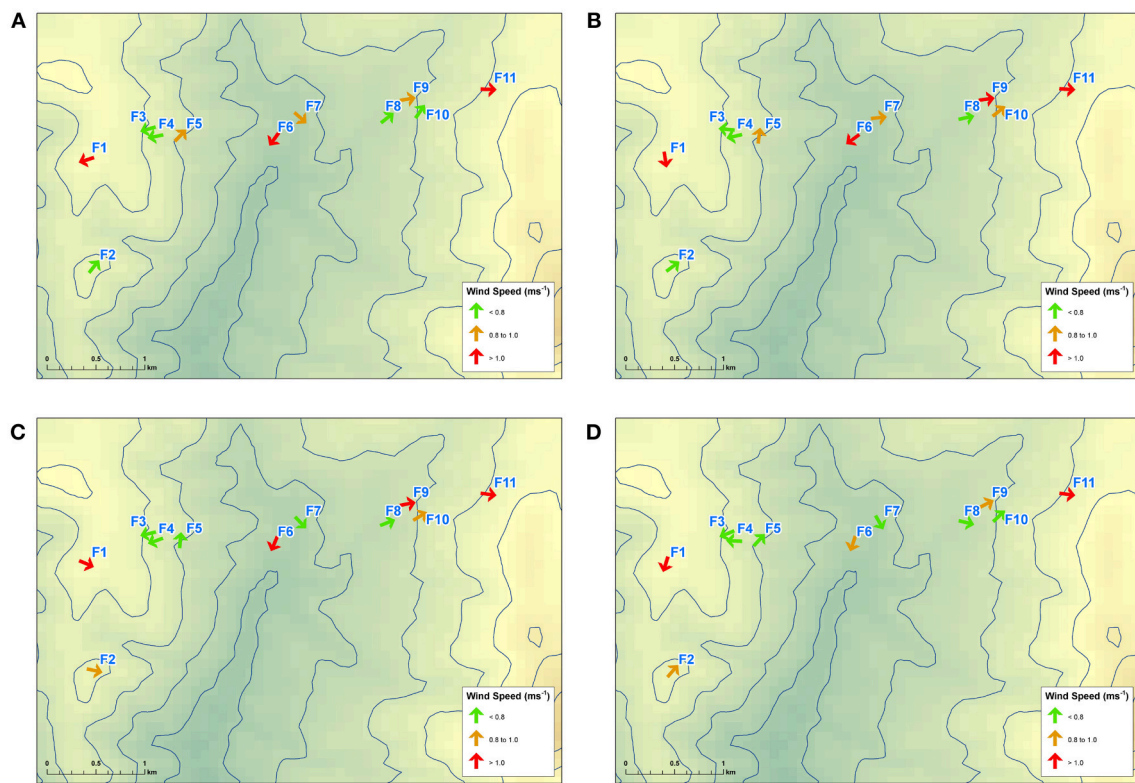 A
F11
F9
F8
F10
F7
F3
F4
F5
F6
F1
F2
Wind Speed (ms-1)
< 0.8
0.8 to 1.0
> 1.0
0 0.5 1
km
B
F11
F9
F8
F10
F7
F3
F4
F5
F6
F1
F2
Wind Speed (ms-1)
< 0.8
0.8 to 1.0
> 1.0
0 0.5 1
km
C
F11
F9
F8
F10
F7
F3
F4
F5
F6
F1
F2
Wind Speed (ms-1)
< 0.8
0.8 to 1.0
> 1.0
0 0.5 1
km
D
F11
F9
F8
F10
F7
F3
F4
F5
F6
F1
F2
Wind Speed (ms-1)
< 0.8
0.8 to 1.0
> 1.0
0 0.5 1
km